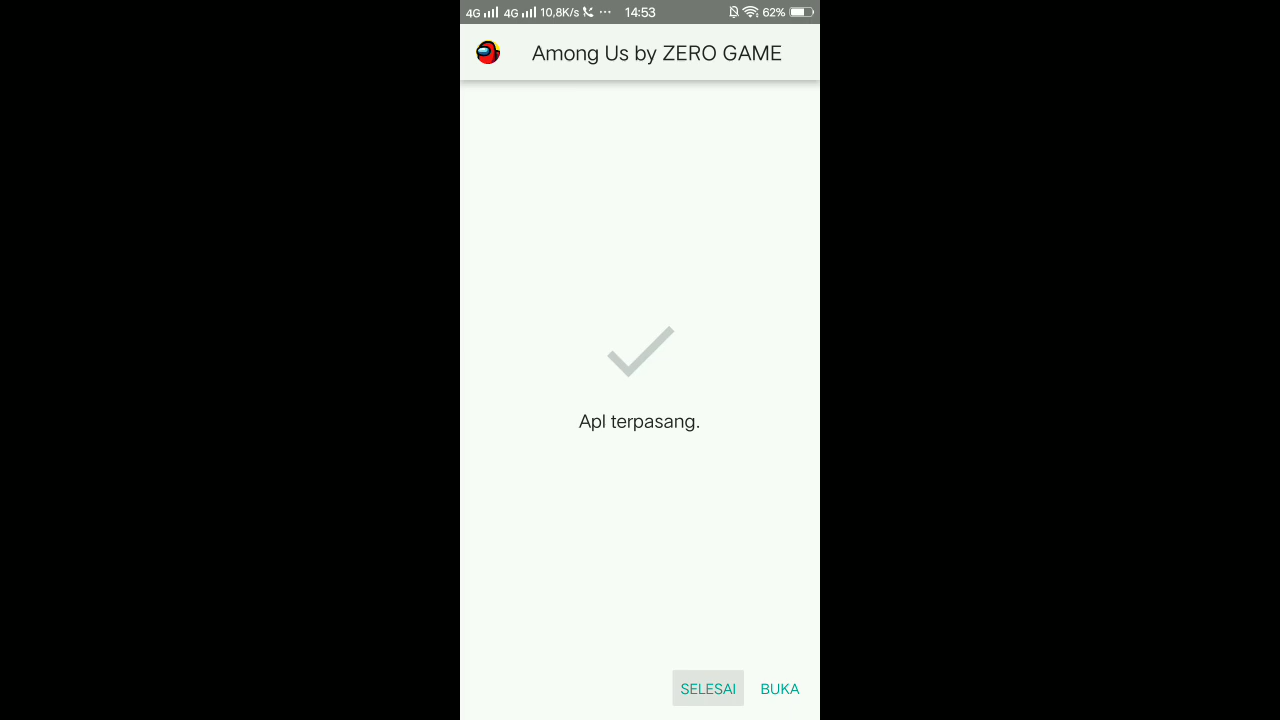 4G 4G 10,8K/s ··· 14:53 62%
Among Us by ZERO GAME
Apl terpasang.
SELESAI BUKA